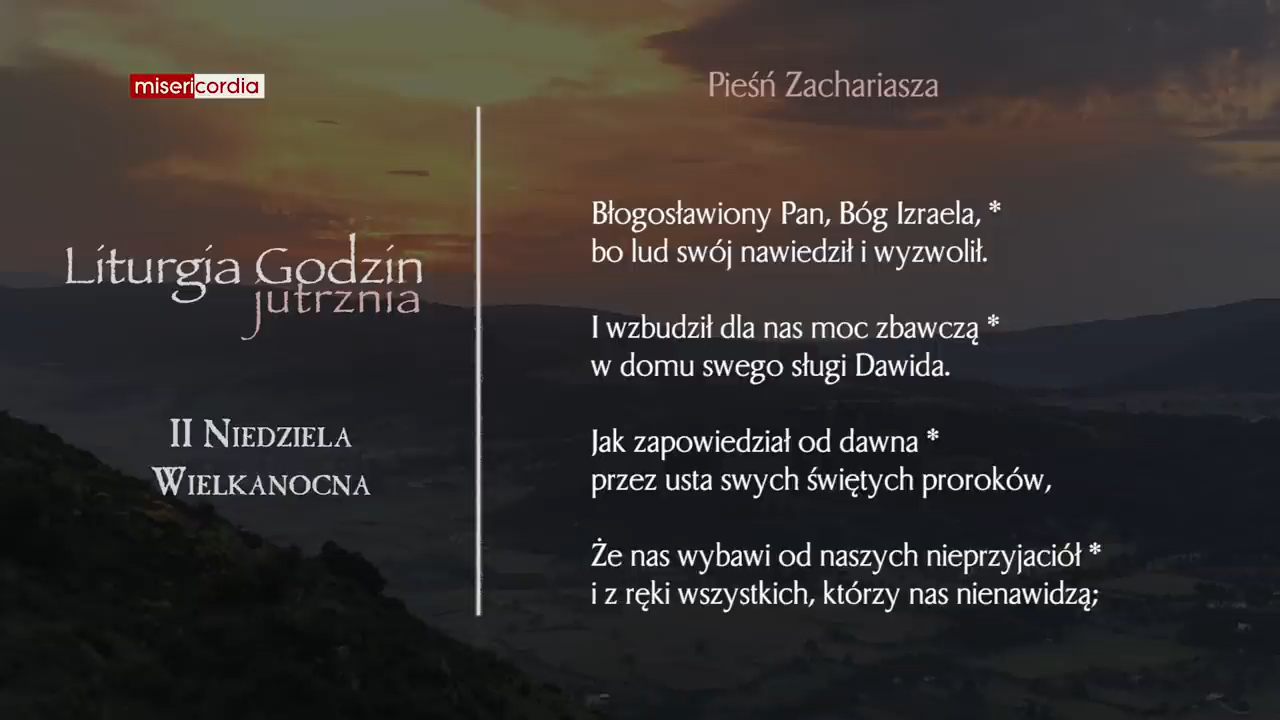 misericordia
Liturgia Godzin
jutrznia
II Niedziela
Wielkanocna
Pieśń Zachariasza
Błogosławiony Pan, Bóg Izraela, *
bo lud swój nawiedził i wyzwolił.
I wzbudził dla nas moc zbawczą *
w domu swego sługi Dawida.
Jak zapowiedział od dawna *
przez usta swych świętych proroków,
Że nas wybawi od naszych nieprzyjaciół *
i z ręki wszystkich, którzy nas nienawidzą;